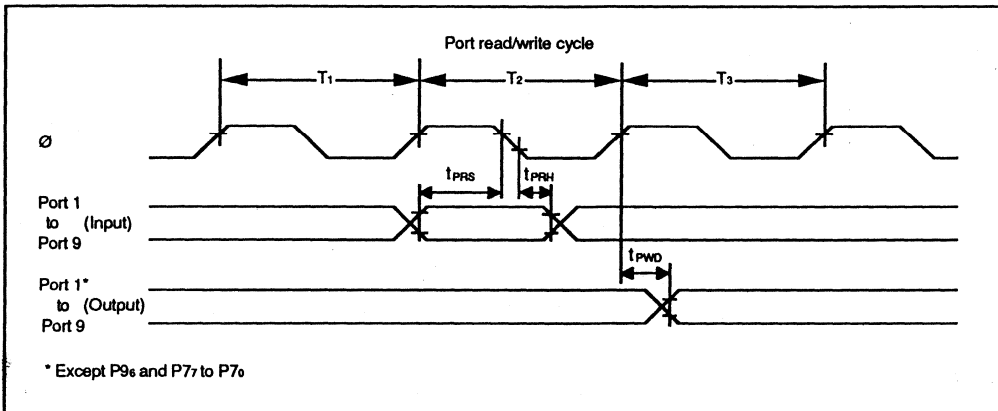 Port read/write cycle
T1 T2 T3
Ø
tPRS tPRH
Port 1
to (Input)
Port 9
tPWD
Port 1*
to (Output)
Port 9
* Except P96 and P77 to P70